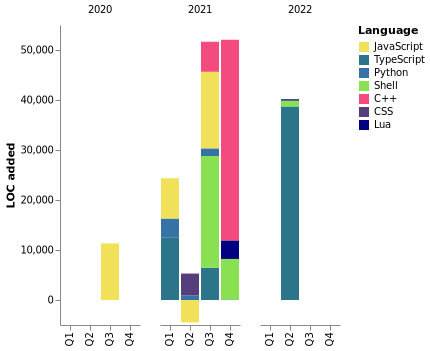 2020 2021 2022
Language
JavaScript
TypeScript
Python
Shell
C++
CSS
Lua
LOC added
50,000
40,000
30,000
20,000
10,000
0
Q1 Q2 Q3 Q4 Q1 Q2 Q3 Q4 Q1 Q2 Q3 Q4